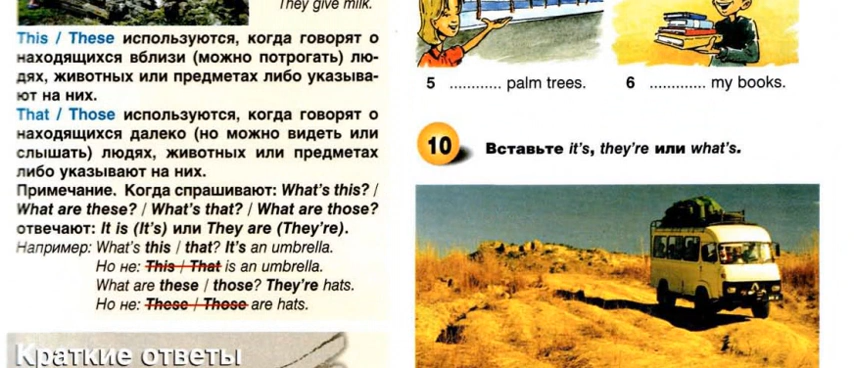 They give milk.
This / These используются, когда говорят о
находящихся вблизи (можно потрогать) лю-
дях, животных или предметах либо указыва-
ют на них.
That / Those используются, когда говорят о
находящихся далеко (но можно видеть или
слышать) людях, животных или предметах
либо указывают на них.
Примечание. Когда спрашивают: What's this? /
What are these? / What's that? / What are those?
отвечают: It is (It's) или They are (They're).
Например: What's this / that? It's an umbrella.
Но не: This / That is an umbrella.
What are these / those? They're hats.
Но не: These / Those are hats.
Краткие ответы
5 ............ palm trees.
6 ............ my books.
10 Вставьте it's, they're или what's.